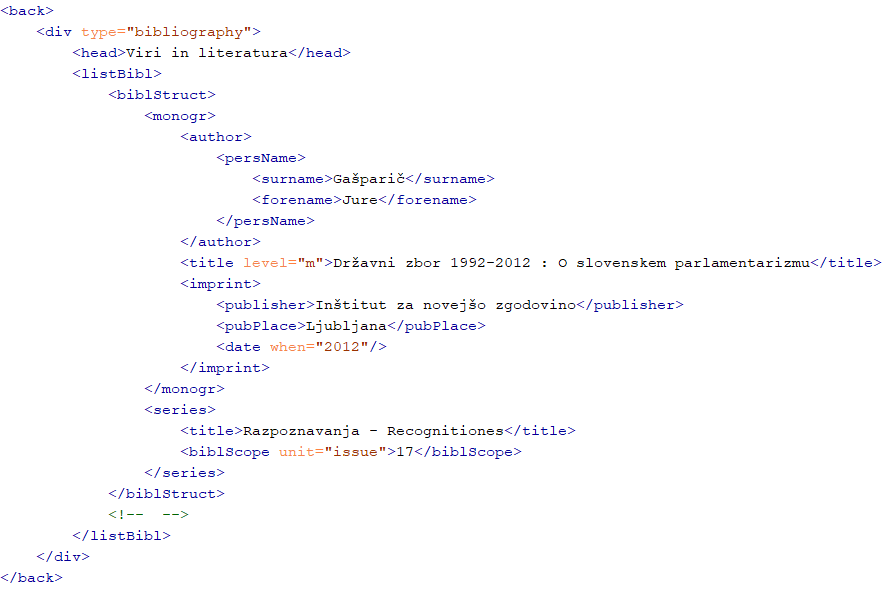 <back>
<div type="bibliography">
<head>Viri in literatura</head>
<listBibl>
<biblStruct>
<monogr>
<author>
<persName>
<surname>Gašparič</surname>
<forename>Jure</forename>
</persName>
</author>
<title level="m">Državni zbor 1992-2012 : O slovenskem parlamentarizmu</title>
<imprint>
<publisher>Inštitut za novejšo zgodovino</publisher>
<pubPlace>Ljubljana</pubPlace>
<date when="2012"/>
</imprint>
</monogr>
<series>
<title>Razpoznavanja - Recognitiones</title>
<biblScope unit="issue">17</biblScope>
</series>
</biblStruct>
<!--  -->
</listBibl>
</div>
</back>